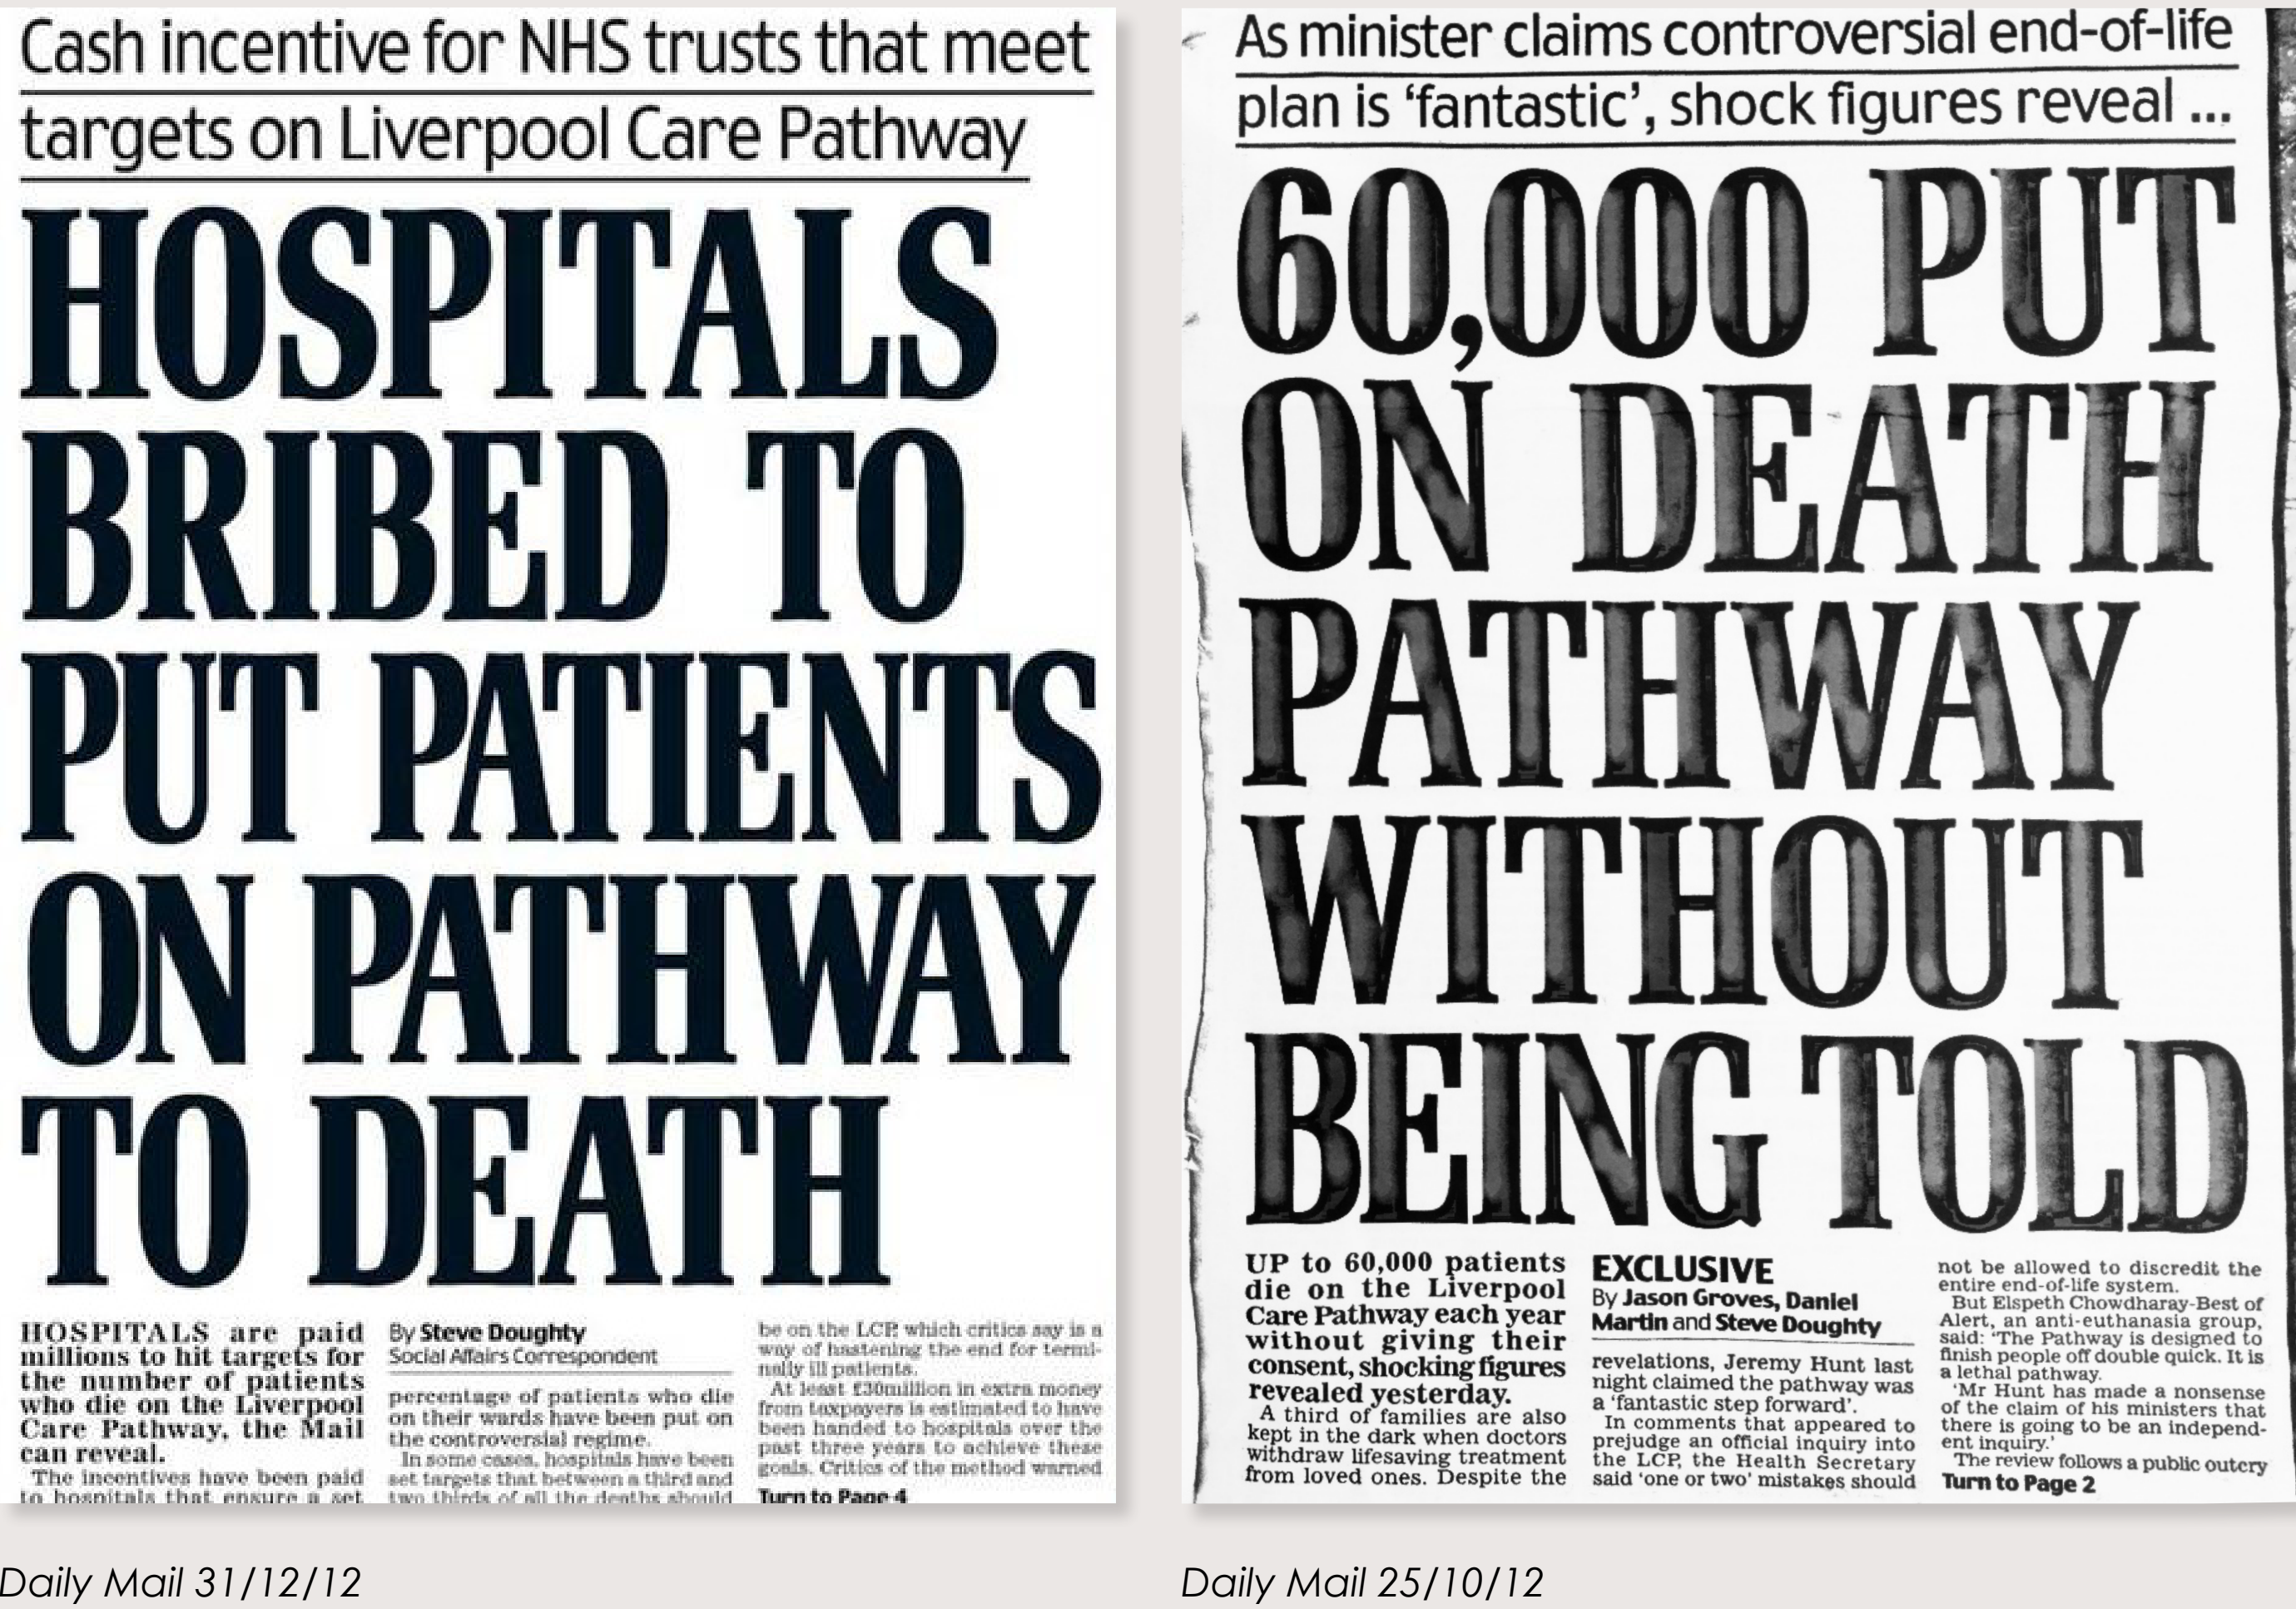 Cash incentive for NHS trusts that meet
targets on Liverpool Care Pathway
HOSPITALS
BRIBED TO
PUT PATIENTS
ON PATHWAY
TO DEATH
HOSPITALS are paid
millions to hit targets for
the number of patients
who die on the Liverpool
Care Pathway, the Mail
can reveal.
The incentives have been paid
to hospitals that ensure a set
By Steve Doughty
Social Affairs Correspondent
percentage of patients who die
on their wards have been put on
the controversial regime.
In some cases, hospitals have been
set targets that between a third and
two thirds of all the deaths should
be on the LCP, which critics say is a
way of hastening the end for termi-
nally ill patients.
At least £30million in extra money
from taxpayers is estimated to have
been handed to hospitals over the
past three years to achieve these
goals. Critics of the method warned
Turn to Page 4
Daily Mail 31/12/12
As minister claims controversial end-of-life
plan is ‘fantastic’, shock figures reveal ...
60,000 PUT
ON DEATH
PATHWAY
WITHOUT
BEING TOLD
UP to 60,000 patients
die on the Liverpool
Care Pathway each year
without giving their
consent, shocking figures
revealed yesterday.
A third of families are also
kept in the dark when doctors
withdraw lifesaving treatment
from loved ones. Despite the
EXCLUSIVE
By Jason Groves, Daniel
Martin and Steve Doughty
revelations, Jeremy Hunt last
night claimed the pathway was
a ‘fantastic step forward’.
In comments that appeared to
prejudge an official inquiry into
the LCP, the Health Secretary
said ‘one or two’ mistakes should
not be allowed to discredit the
entire end-of-life system.
But Elspeth Chowdharay-Best of
Alert, an anti-euthanasia group,
said: ‘The Pathway is designed to
finish people off double quick. It is
a lethal pathway.
‘Mr Hunt has made a nonsense
of the claim of his ministers that
there is going to be an independ-
ent inquiry.’
The review follows a public outcry
Turn to Page 2
Daily Mail 25/10/12